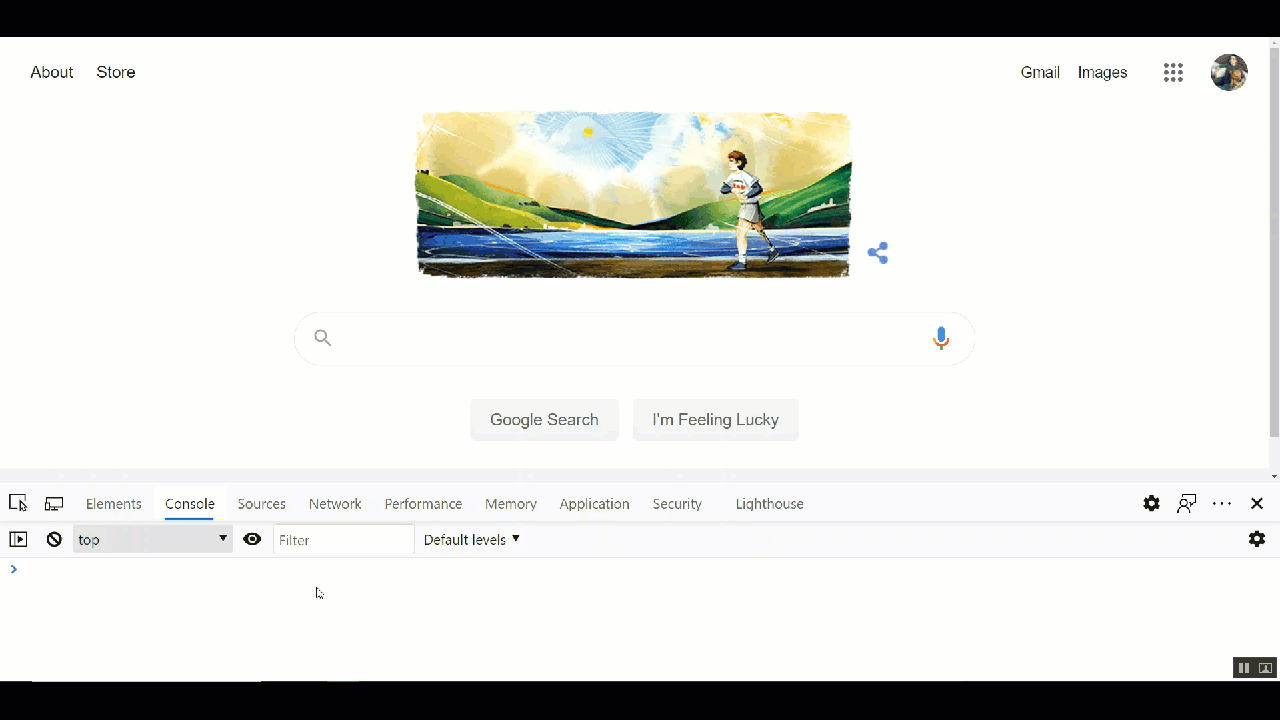 About Store Gmail Images
Google Search I'm Feeling Lucky
Elements Console Sources Network Performance Memory Application Security Lighthouse
top Filter Default levels